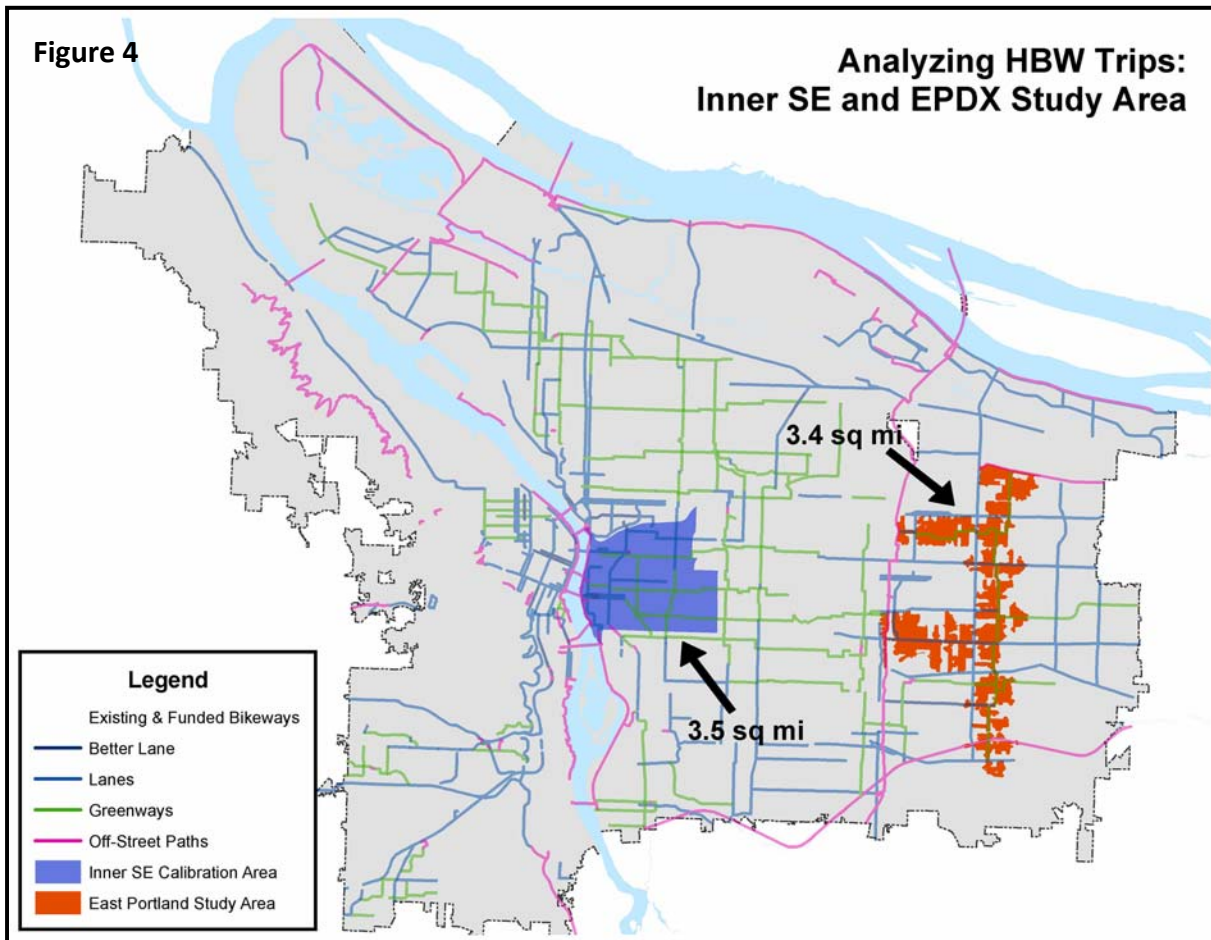 Figure 4
Analyzing HBW Trips:
Inner SE and EPDX Study Area
3.4 sq mi
3.5 sq mi
Legend
Existing & Funded Bikeways
Better Lane
Lanes
Greenways
Off-Street Paths
Inner SE Calibration Area
East Portland Study Area